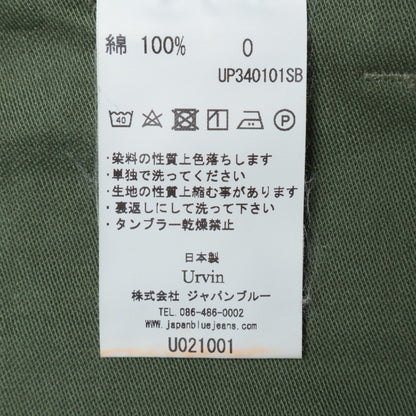 綿 100% 0
UP340101SB
40 P
・染料の性質上色落ちします
・単独で洗ってください
・生地の性質上縮む事があります
・裏返しにして洗って下さい
・タンブラー乾燥禁止
日本製
Urvin
株式会社 ジャパンブルー
TEL. 086-486-0002
www.japanbluejeans.com
U021001